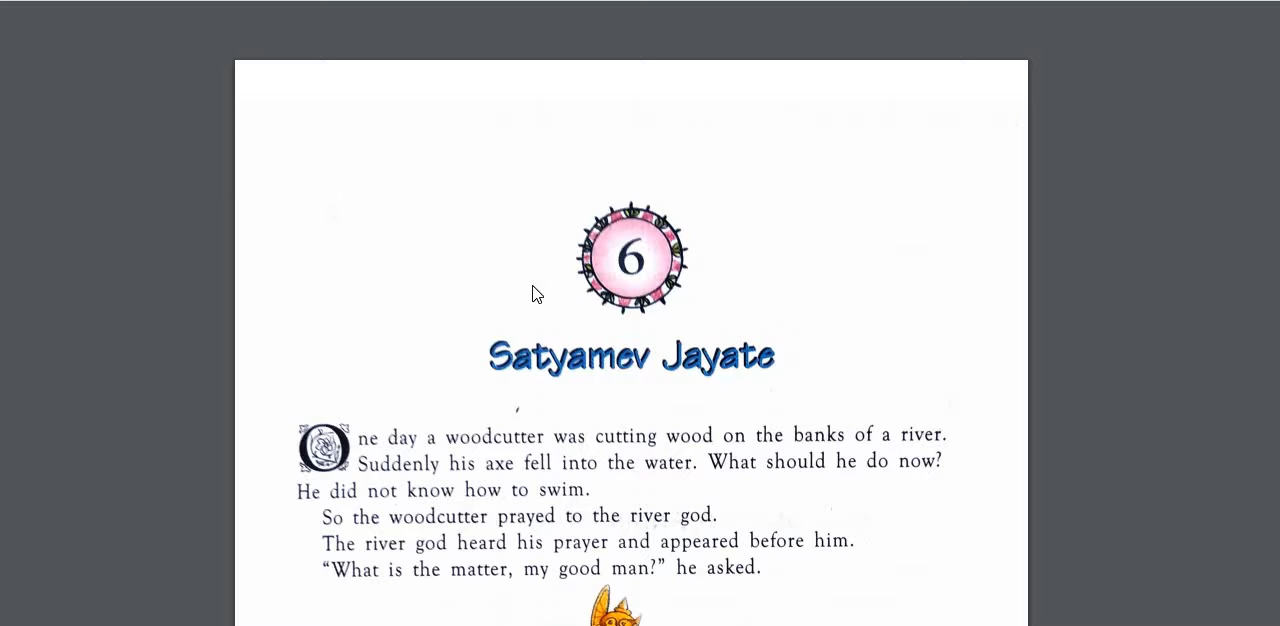 6
Satyamev Jayate
One day a woodcutter was cutting wood on the banks of a river.
Suddenly his axe fell into the water. What should he do now?
He did not know how to swim.
So the woodcutter prayed to the river god.
The river god heard his prayer and appeared before him.
“What is the matter, my good man?” he asked.